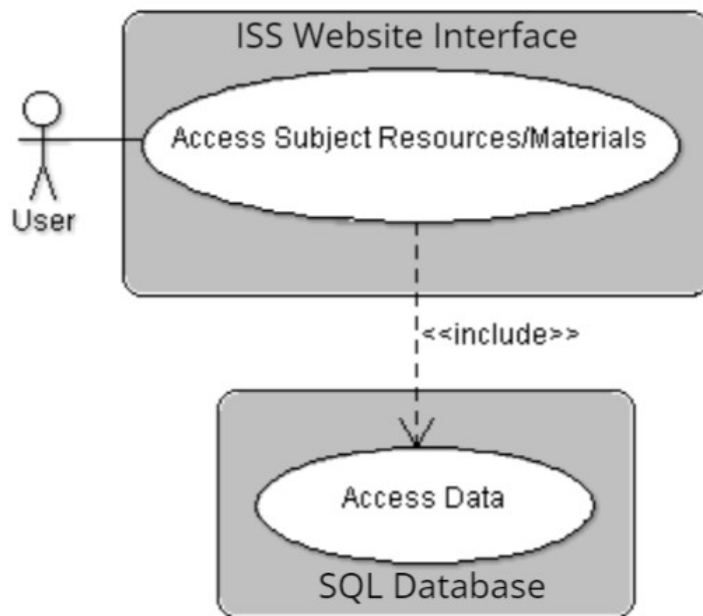 ISS Website Interface
Access Subject Resources/Materials
User
<<include>>
Access Data
SQL Database